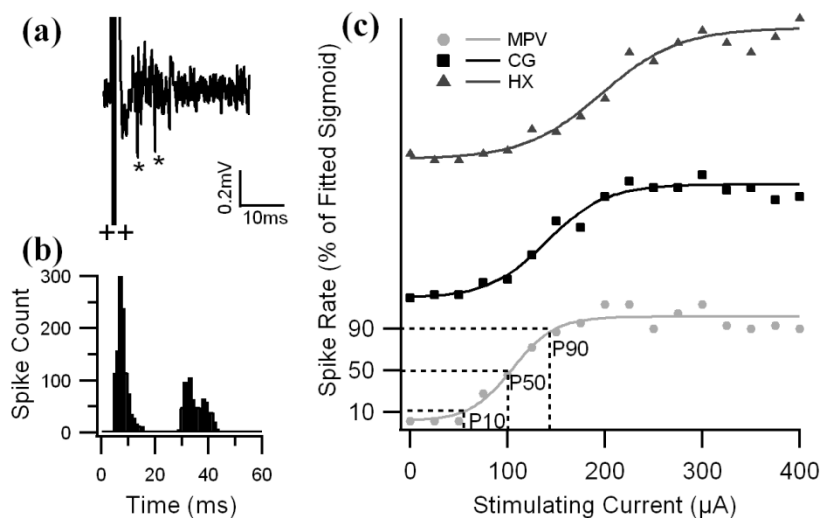 (a)
* *
0.2mV
10ms
++
(b)
Spike Count
300
200
100
0
0 20 40 60
Time (ms)
(c)
MPV
CG
HX
Spike Rate (% of Fitted Sigmoid)
90
50
10
P90
P50
P10
0 100 200 300 400
Stimulating Current (µA)